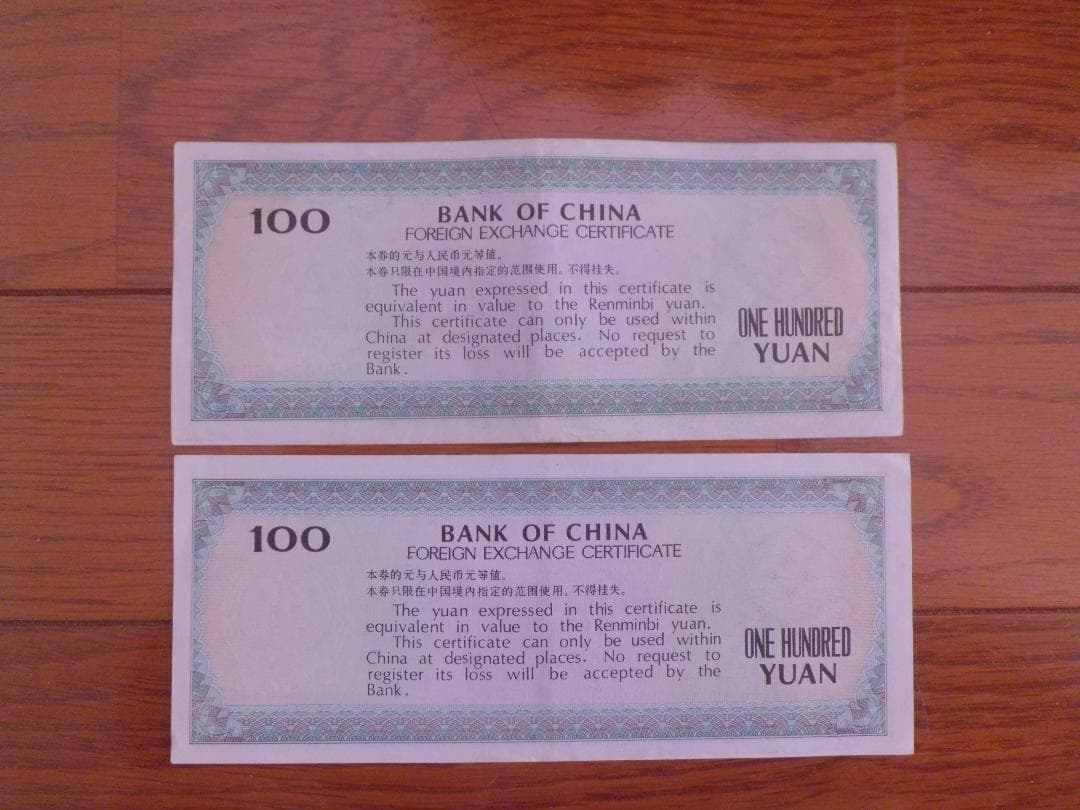 100
BANK OF CHINA
FOREIGN EXCHANGE CERTIFICATE
本券的元与人民币元等值。
本券只限在中国境内指定的范围使用。不得挂失。
The yuan expressed in this certificate is
equivalent in value to the Renminbi yuan.
This certificate can only be used within
China at designated places. No request to
register its loss will be accepted by the
Bank.
ONE HUNDRED
YUAN
100
BANK OF CHINA
FOREIGN EXCHANGE CERTIFICATE
本券的元与人民币元等值。
本券只限在中国境内指定的范围使用。不得挂失。
The yuan expressed in this certificate is
equivalent in value to the Renminbi yuan.
This certificate can only be used within
China at designated places. No request to
register its loss will be accepted by the
Bank.
ONE HUNDRED
YUAN